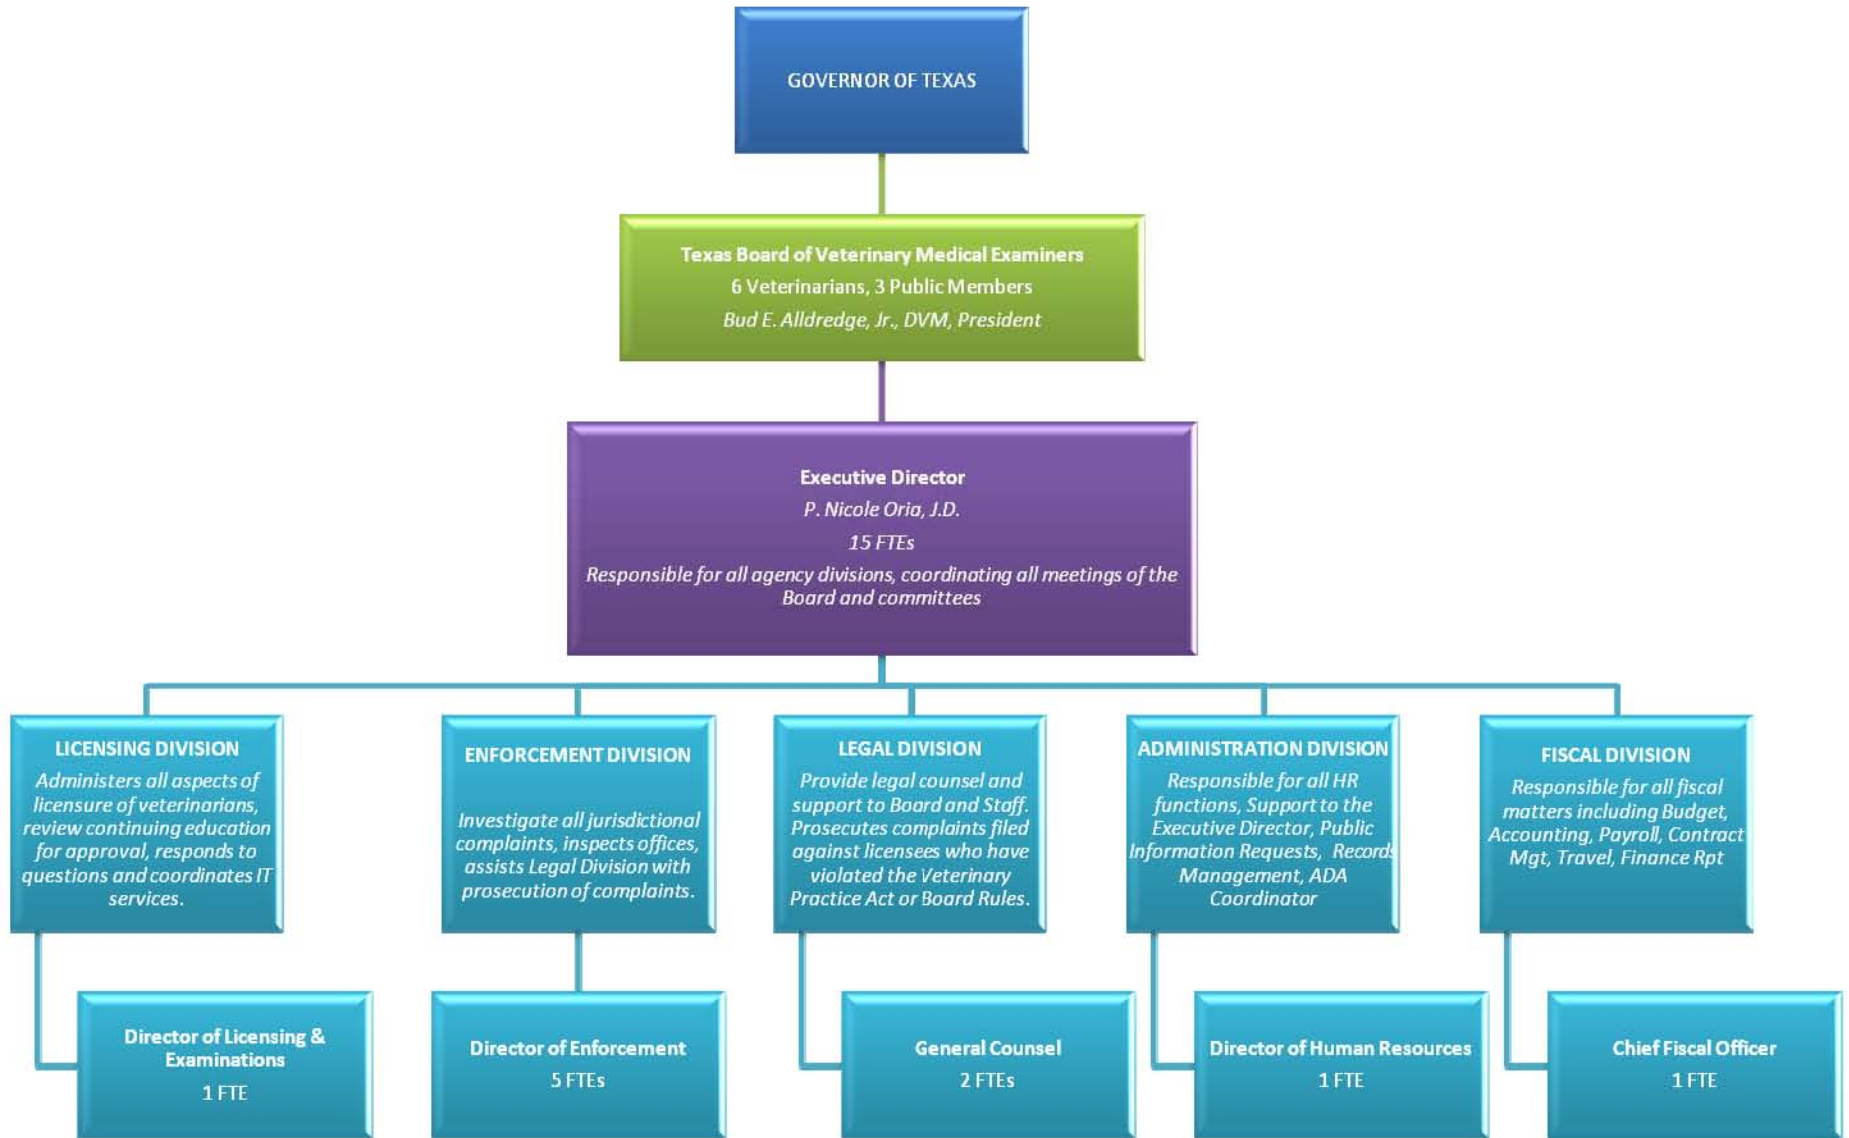 GOVERNOR OF TEXAS
Texas Board of Veterinary Medical Examiners
6 Veterinarians, 3 Public Members
Bud E. Alldredge, Jr., DVM, President
Executive Director
P. Nicole Oria, J.D.
15 FTEs
Responsible for all agency divisions, coordinating all meetings of the
Board and committees
LICENSING DIVISION
Administers all aspects of
licensure of veterinarians,
review continuing education
for approval, responds to
questions and coordinates IT
services.
ENFORCEMENT DIVISION
Investigate all jurisdictional
complaints, inspects offices,
assists Legal Division with
prosecution of complaints.
LEGAL DIVISION
Provide legal counsel and
support to Board and Staff.
Prosecutes complaints filed
against licensees who have
violated the Veterinary
Practice Act or Board Rules.
ADMINISTRATION DIVISION
Responsible for all HR
functions, Support to the
Executive Director, Public
Information Requests, Records
Management, ADA
Coordinator
FISCAL DIVISION
Responsible for all fiscal
matters including Budget,
Accounting, Payroll, Contract
Mgt, Travel, Finance Rpt
Director of Licensing &
Examinations
1 FTE
Director of Enforcement
5 FTEs
General Counsel
2 FTEs
Director of Human Resources
1 FTE
Chief Fiscal Officer
1 FTE